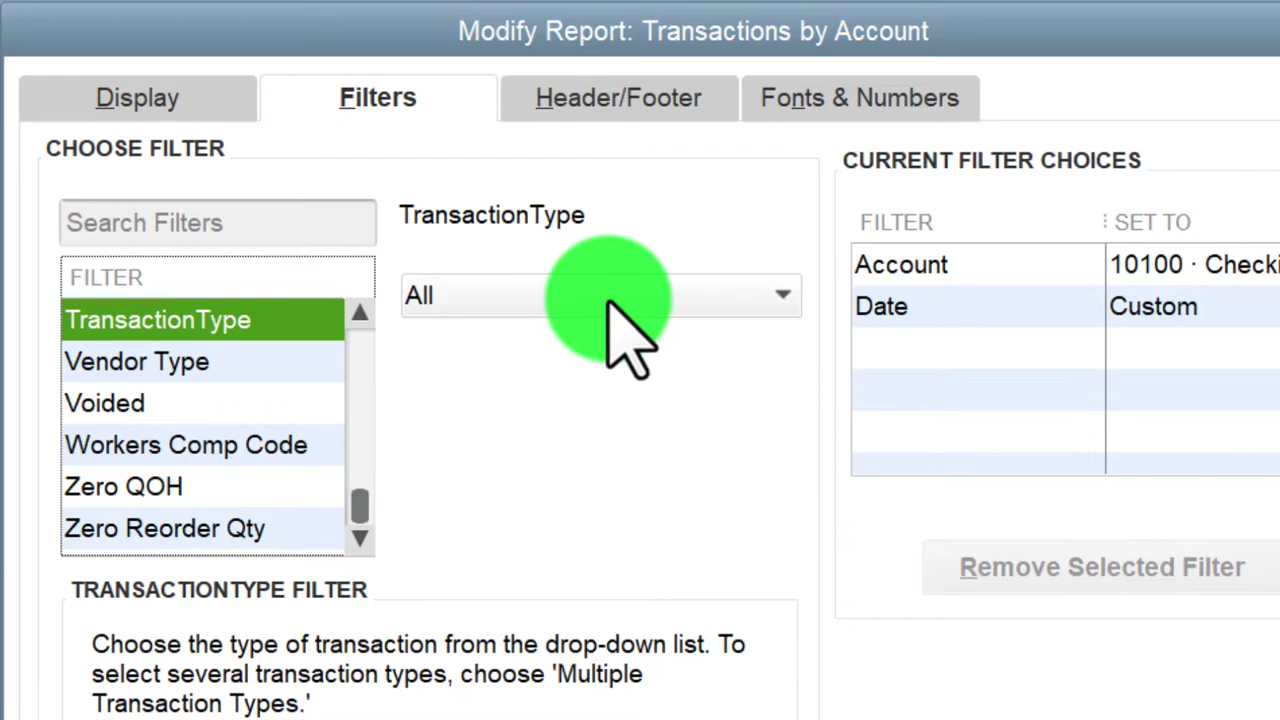 Modify Report: Transactions by Account
Display
Filters
Header/Footer
Fonts & Numbers
CHOOSE FILTER
Search Filters
FILTER
TransactionType
Vendor Type
Voided
Workers Comp Code
Zero QOH
Zero Reorder Qty
TransactionType
All
TRANSACTIONTYPE FILTER
Choose the type of transaction from the drop-down list. To
select several transaction types, choose 'Multiple
Transaction Types.'
CURRENT FILTER CHOICES
FILTER SET TO
Account 10100 · Checki
Date Custom
Remove Selected Filter